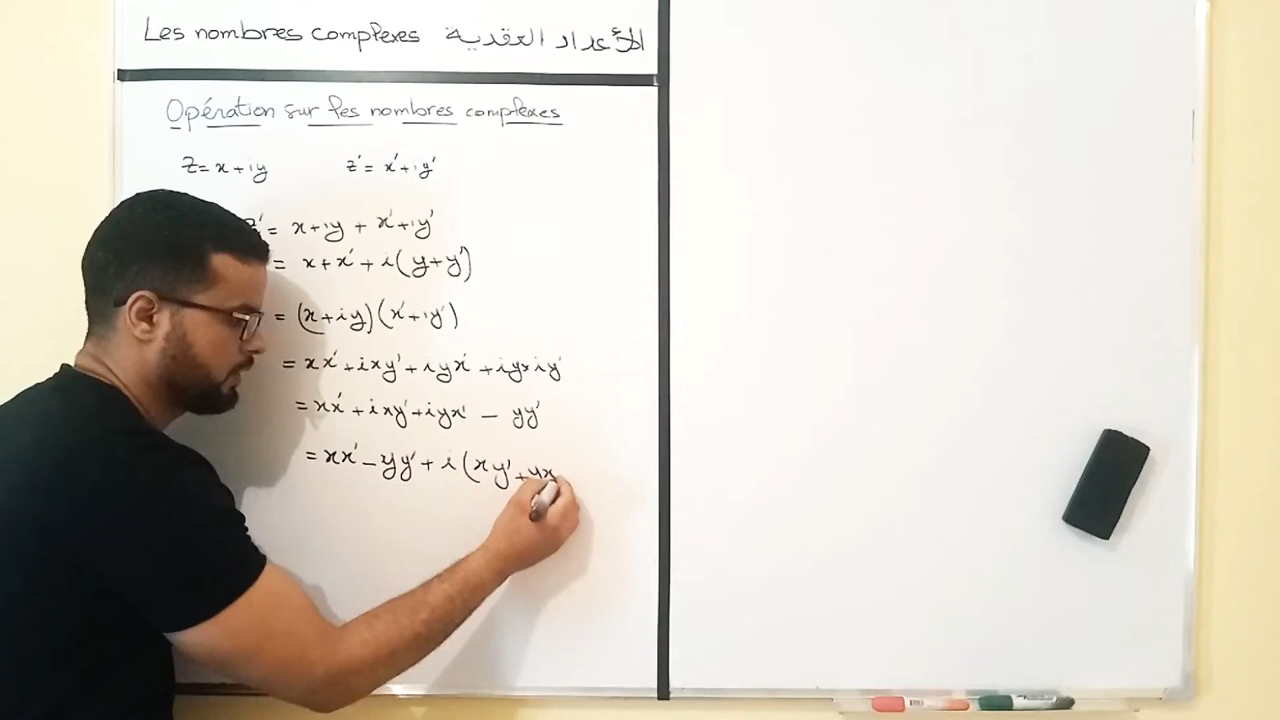 Les nombres complexes الأعداد العقدية
Opération sur les nombres complexes
Z = x + iy z' = x' + iy'
z' = x + iy + x' + iy'
= x + x' + i(y + y')
= (x + iy)(x' + iy')
= xx' + ixy' + iyx' + iy × iy'
= xx' + ixy' + iyx' - yy'
= xx' - yy' + i(xy' + yx